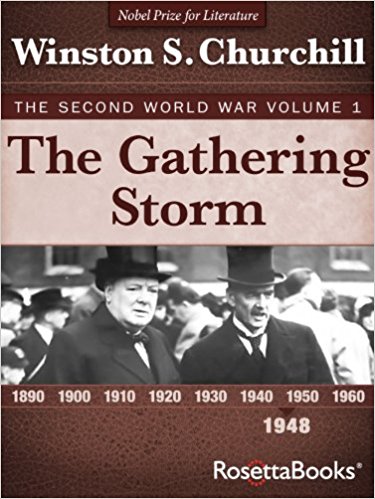 Nobel Prize for Literature
Winston S. Churchill
THE SECOND WORLD WAR VOLUME 1
The Gathering
Storm
1890 1900 1910 1920 1930 1940 1950 1960
1948
RosettaBooks®